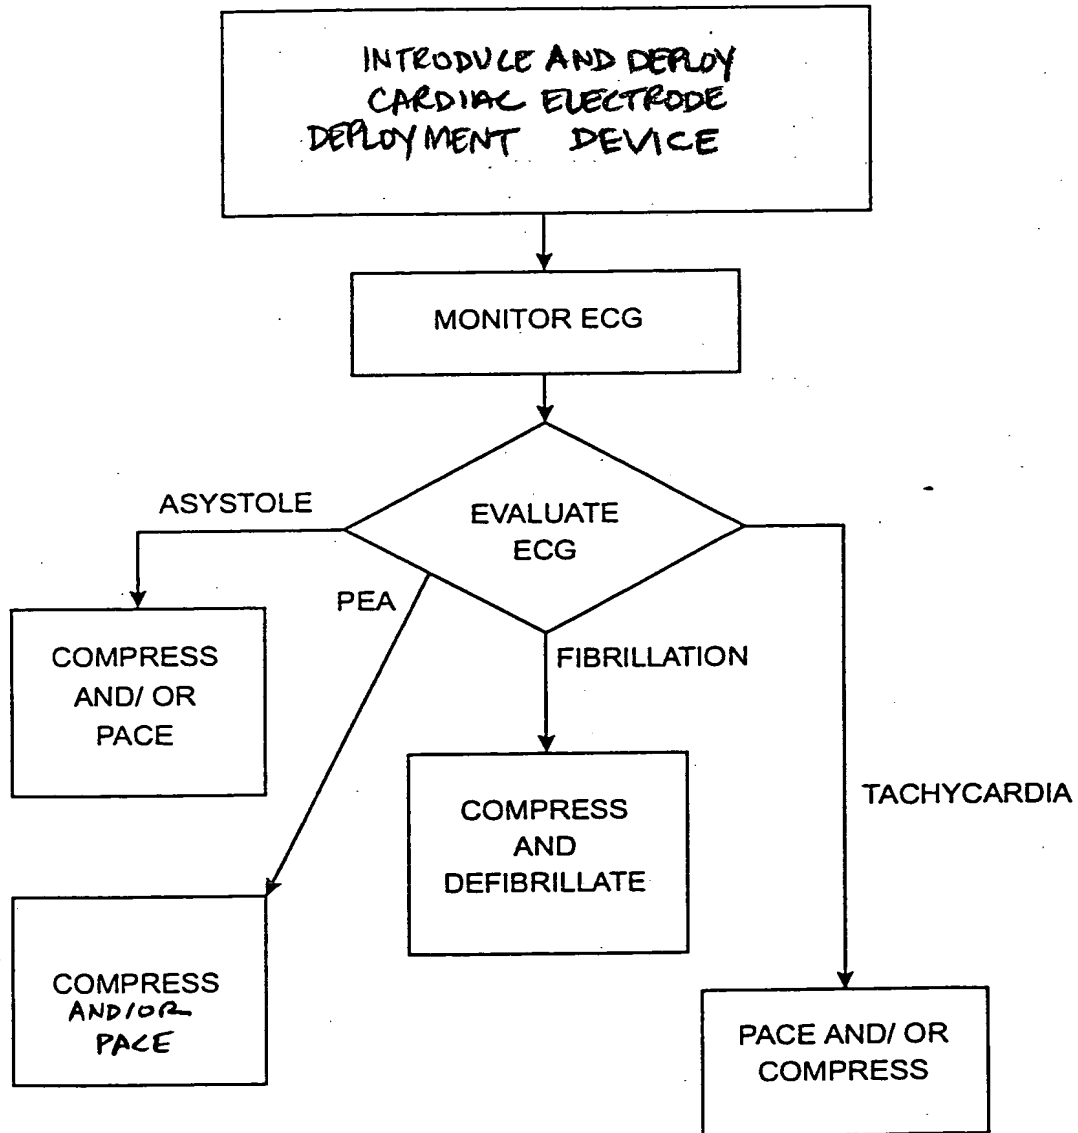 INTRODUCE AND DEPLOY
CARDIAC ELECTRODE
DEPLOYMENT DEVICE
MONITOR ECG
EVALUATE
ECG
ASYSTOLE
PEA
FIBRILLATION
TACHYCARDIA
COMPRESS
AND/ OR
PACE
COMPRESS
AND
DEFIBRILLATE
COMPRESS
AND/OR
PACE
PACE AND/ OR
COMPRESS